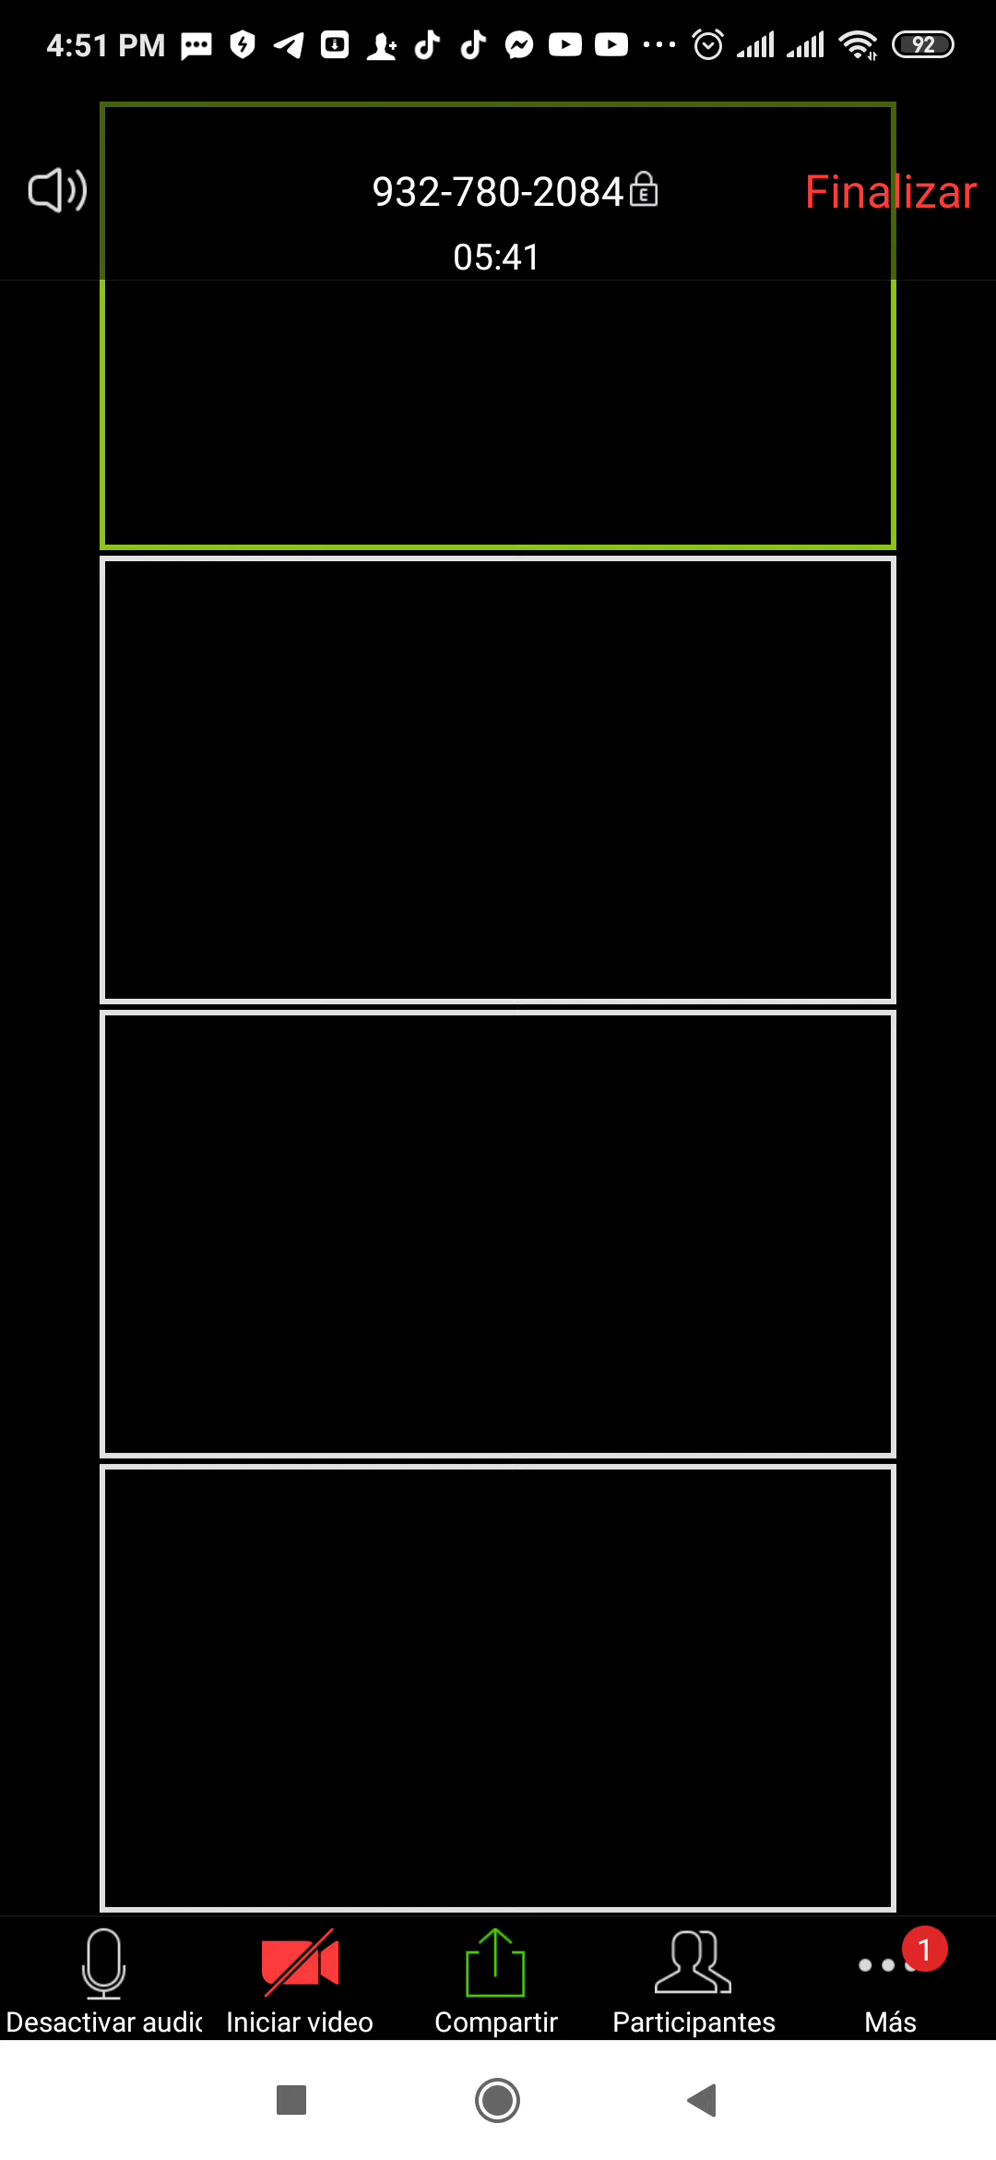 4:51 PM 92
932-780-2084 E
Finalizar
05:41
1
Desactivar audic
Iniciar video
Compartir
Participantes
Más